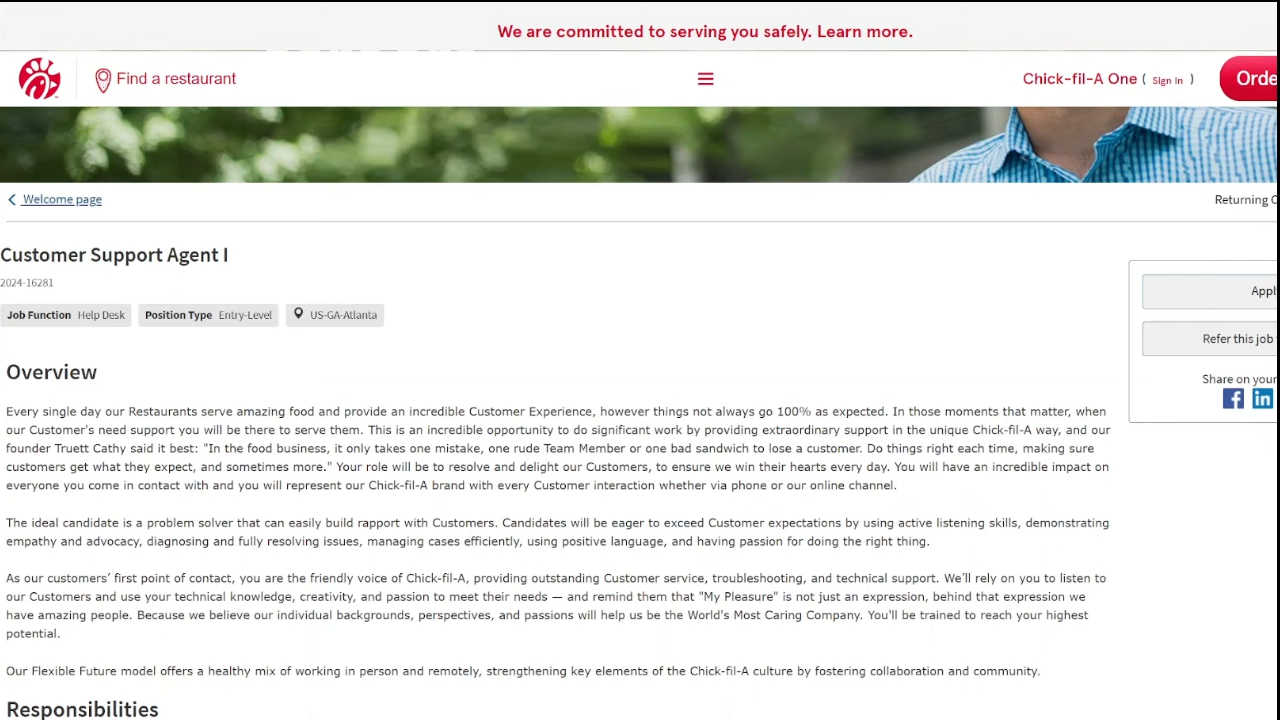 We are committed to serving you safely. Learn more.
Find a restaurant
Chick-fil-A One ( Sign In )
Orde
Welcome page
Returning C
Customer Support Agent I
2024-16281
Job Function Help Desk Position Type Entry-Level US-GA-Atlanta
Appl
Refer this job
Share on your
Overview
Every single day our Restaurants serve amazing food and provide an incredible Customer Experience, however things not always go 100% as expected. In those moments that matter, when
our Customer's need support you will be there to serve them. This is an incredible opportunity to do significant work by providing extraordinary support in the unique Chick-fil-A way, and our
founder Truett Cathy said it best: "In the food business, it only takes one mistake, one rude Team Member or one bad sandwich to lose a customer. Do things right each time, making sure
customers get what they expect, and sometimes more." Your role will be to resolve and delight our Customers, to ensure we win their hearts every day. You will have an incredible impact on
everyone you come in contact with and you will represent our Chick-fil-A brand with every Customer interaction whether via phone or our online channel.
The ideal candidate is a problem solver that can easily build rapport with Customers. Candidates will be eager to exceed Customer expectations by using active listening skills, demonstrating
empathy and advocacy, diagnosing and fully resolving issues, managing cases efficiently, using positive language, and having passion for doing the right thing.
As our customers’ first point of contact, you are the friendly voice of Chick-fil-A, providing outstanding Customer service, troubleshooting, and technical support. We’ll rely on you to listen to
our Customers and use your technical knowledge, creativity, and passion to meet their needs — and remind them that "My Pleasure" is not just an expression, behind that expression we
have amazing people. Because we believe our individual backgrounds, perspectives, and passions will help us be the World's Most Caring Company. You'll be trained to reach your highest
potential.
Our Flexible Future model offers a healthy mix of working in person and remotely, strengthening key elements of the Chick-fil-A culture by fostering collaboration and community.
Responsibilities